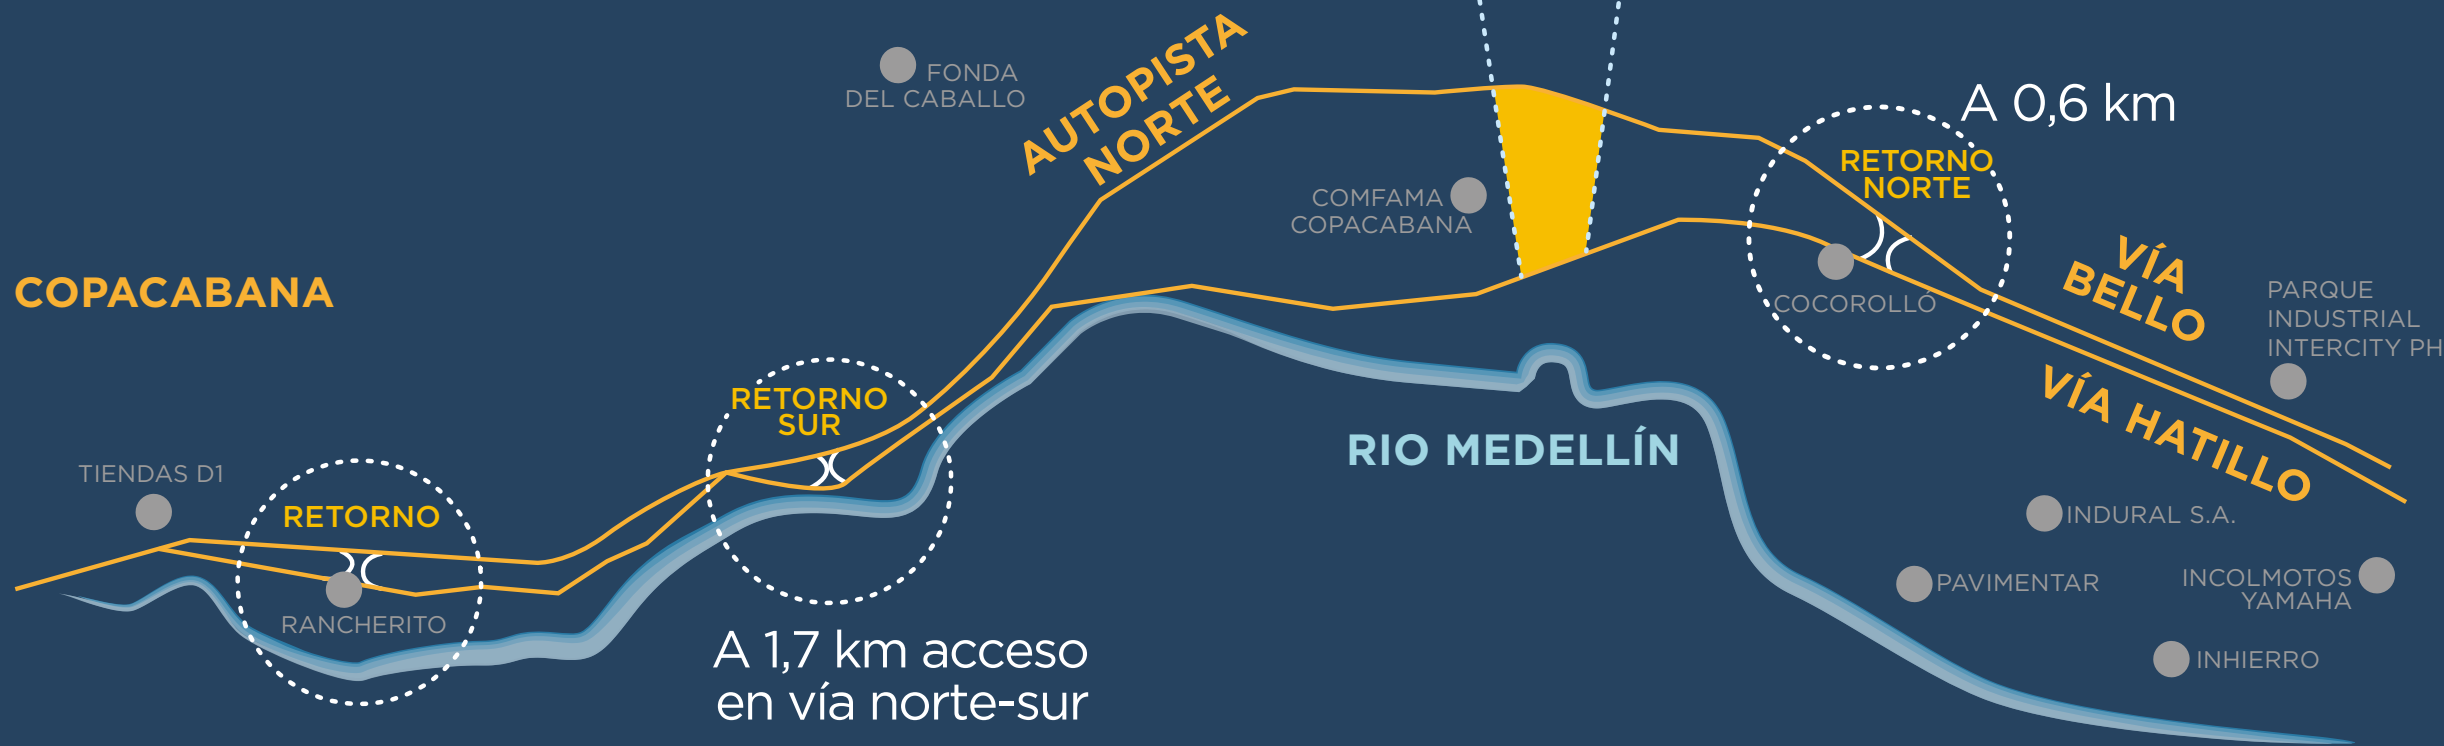 FONDA
DEL CABALLO
AUTOPISTA
NORTE
A 0,6 km
RETORNO
NORTE
COMFAMA
COPACABANA
COPACABANA
COCOROLLÓ
VÍA
BELLO
PARQUE
INDUSTRIAL
INTERCITY PH
VÍA HATILLO
RETORNO
SUR
RIO MEDELLÍN
TIENDAS D1
RETORNO
RANCHERITO
INDURAL S.A.
PAVIMENTAR
INCOLMOTOS
YAMAHA
INHIERRO
A 1,7 km acceso
en vía norte-sur